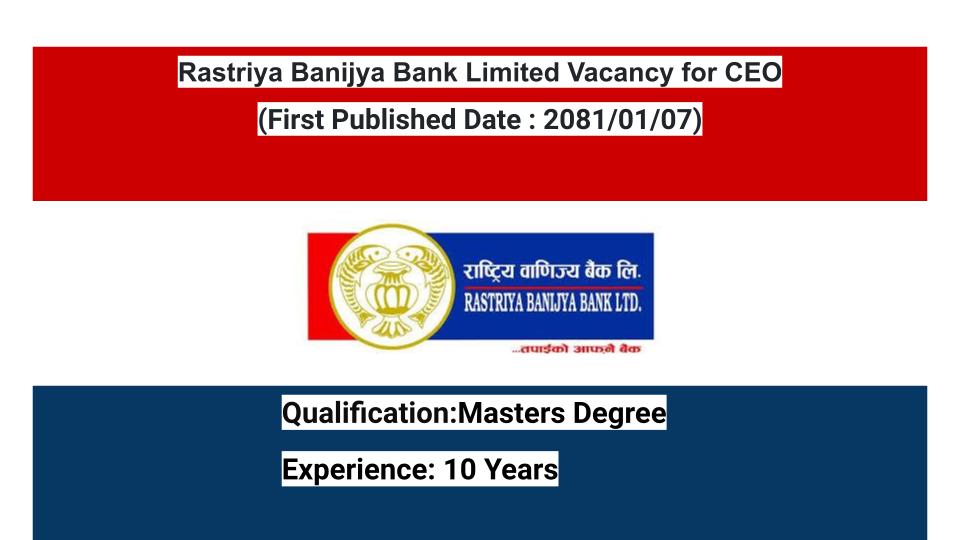 Rastriya Banijya Bank Limited Vacancy for CEO
(First Published Date : 2081/01/07)
राष्ट्रिय वाणिज्य बैंक लि.
RASTRIYA BANIJYA BANK LTD.
...तपाईको आफ्नै बैंक
Qualification:Masters Degree
Experience: 10 Years